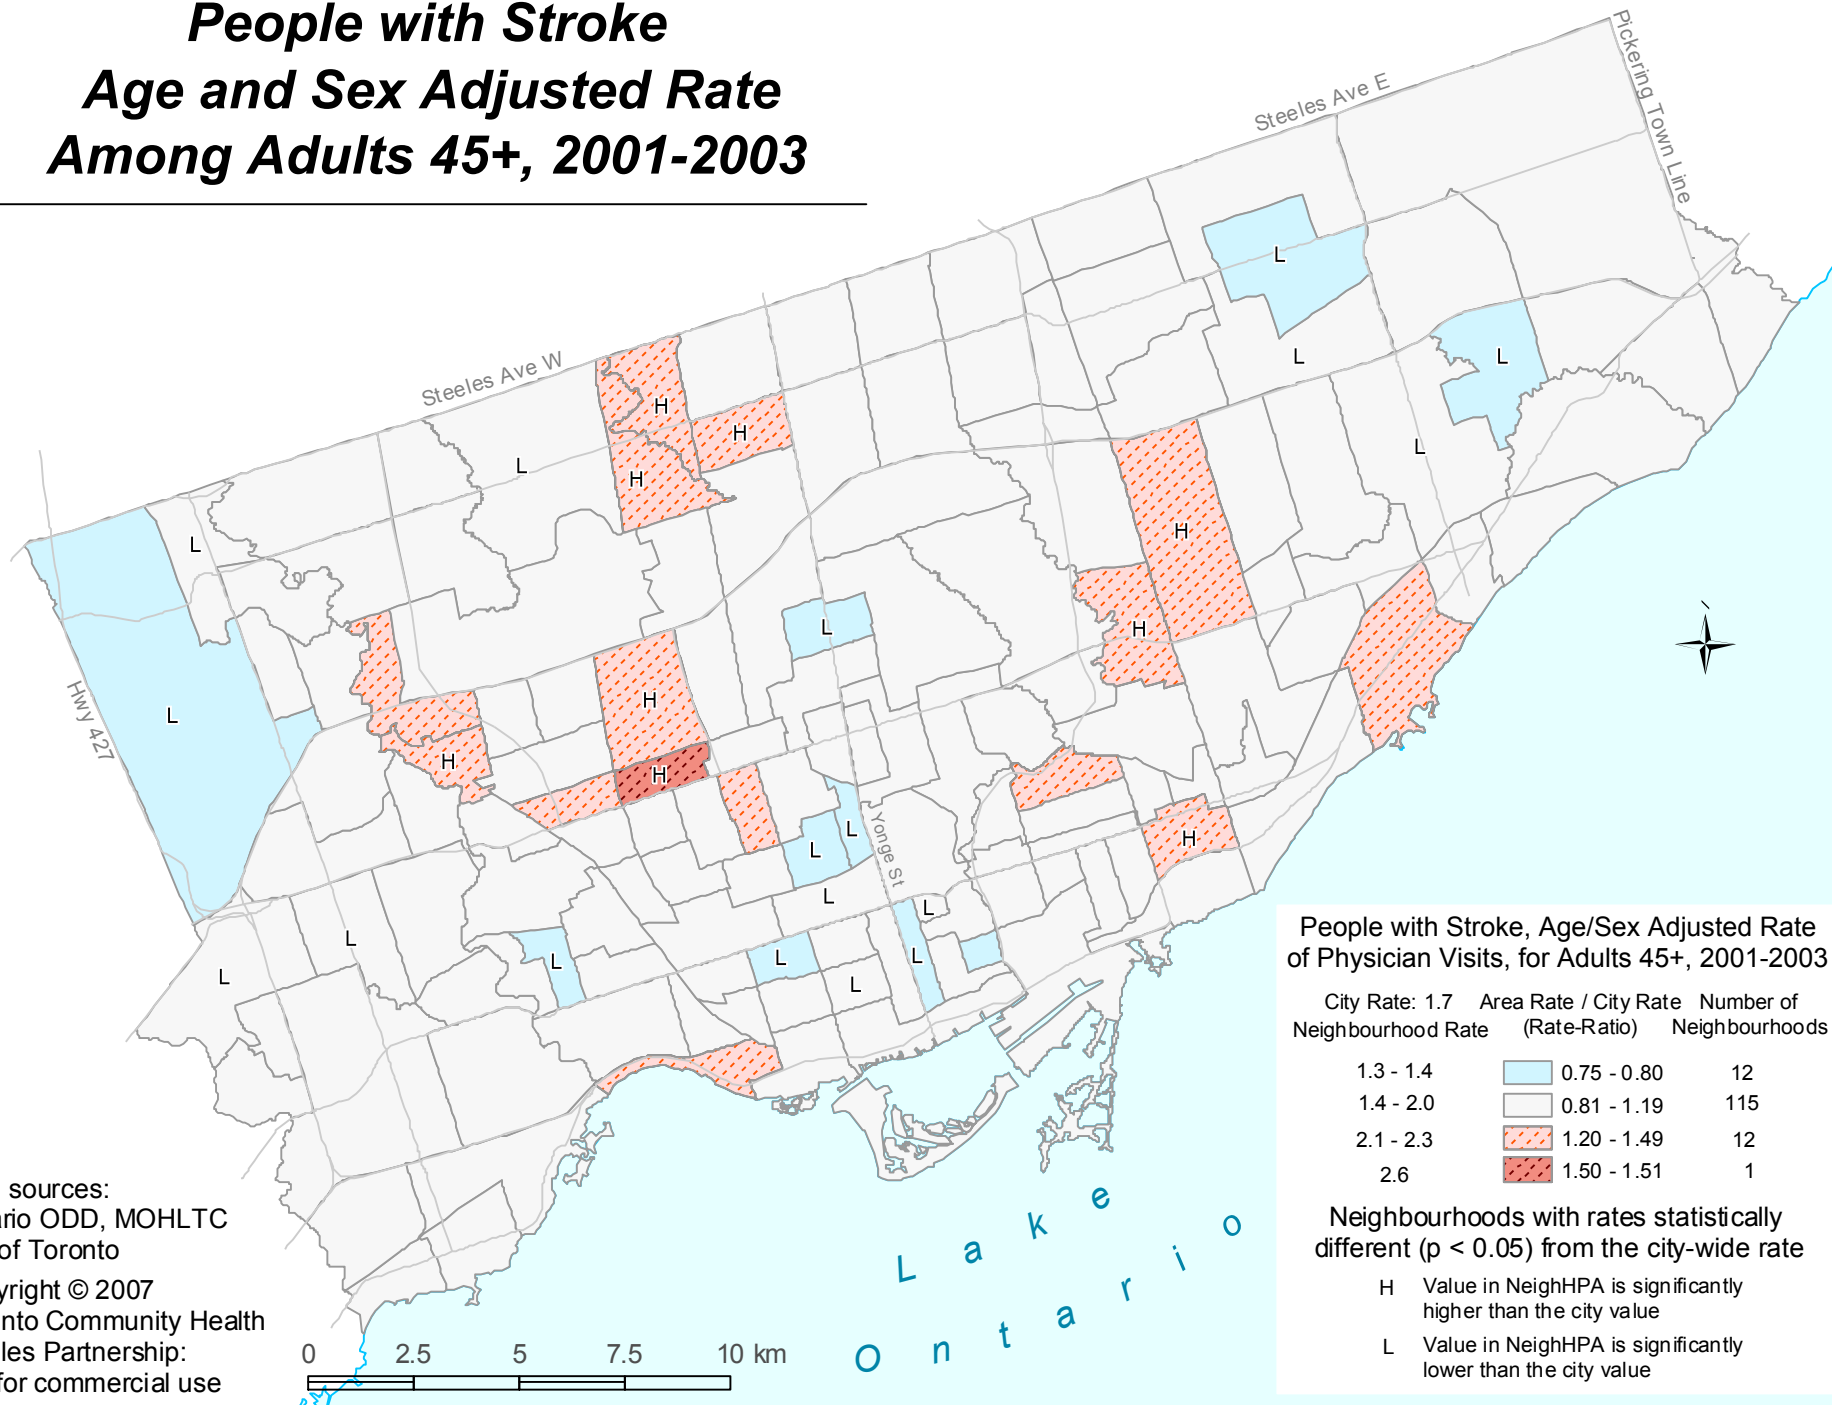 People with Stroke
Age and Sex Adjusted Rate
Among Adults 45+, 2001-2003
Pickering Town Line
Steeles Ave E
L
L
L
Steeles Ave W
H
H
L
L
H
H
L
L
H
L
H
L
Hwy 427
H
H
H
L
Yonge St
H
L
L
L
L
L
L
L
L
L
People with Stroke, Age/Sex Adjusted Rate
of Physician Visits, for Adults 45+, 2001-2003
City Rate: 1.7 Area Rate / City Rate Number of
Neighbourhood Rate (Rate-Ratio) Neighbourhoods
1.3 - 1.4 0.75 - 0.80 12
1.4 - 2.0 0.81 - 1.19 115
2.1 - 2.3 1.20 - 1.49 12
2.6 1.50 - 1.51 1
Neighbourhoods with rates statistically
different (p < 0.05) from the city-wide rate
H Value in NeighHPA is significantly
higher than the city value
L Value in NeighHPA is significantly
lower than the city value
Lake
Ontario
sources:
ario ODD, MOHLTC
of Toronto
yright © 2007
nto Community Health
les Partnership:
for commercial use
0 2.5 5 7.5 10 km